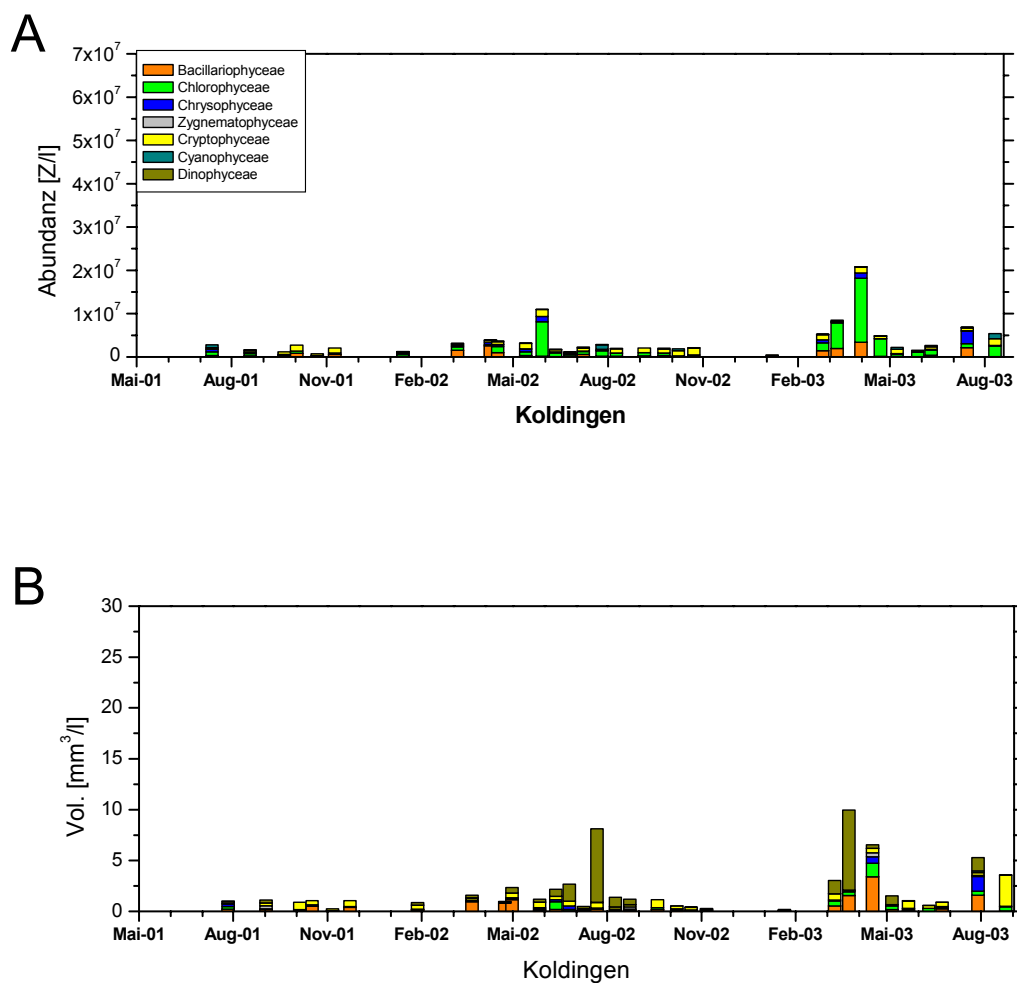 A
Abundanz [Z/l]
7x10⁷
6x10⁷
5x10⁷
4x10⁷
3x10⁷
2x10⁷
1x10⁷
0
Bacillariophyceae
Chlorophyceae
Chrysophyceae
Zygnematophyceae
Cryptophyceae
Cyanophyceae
Dinophyceae
Mai-01 Aug-01 Nov-01 Feb-02 Mai-02 Aug-02 Nov-02 Feb-03 Mai-03 Aug-03
Koldingen
B
Vol. [mm³/l]
30
25
20
15
10
5
0
Mai-01 Aug-01 Nov-01 Feb-02 Mai-02 Aug-02 Nov-02 Feb-03 Mai-03 Aug-03
Koldingen